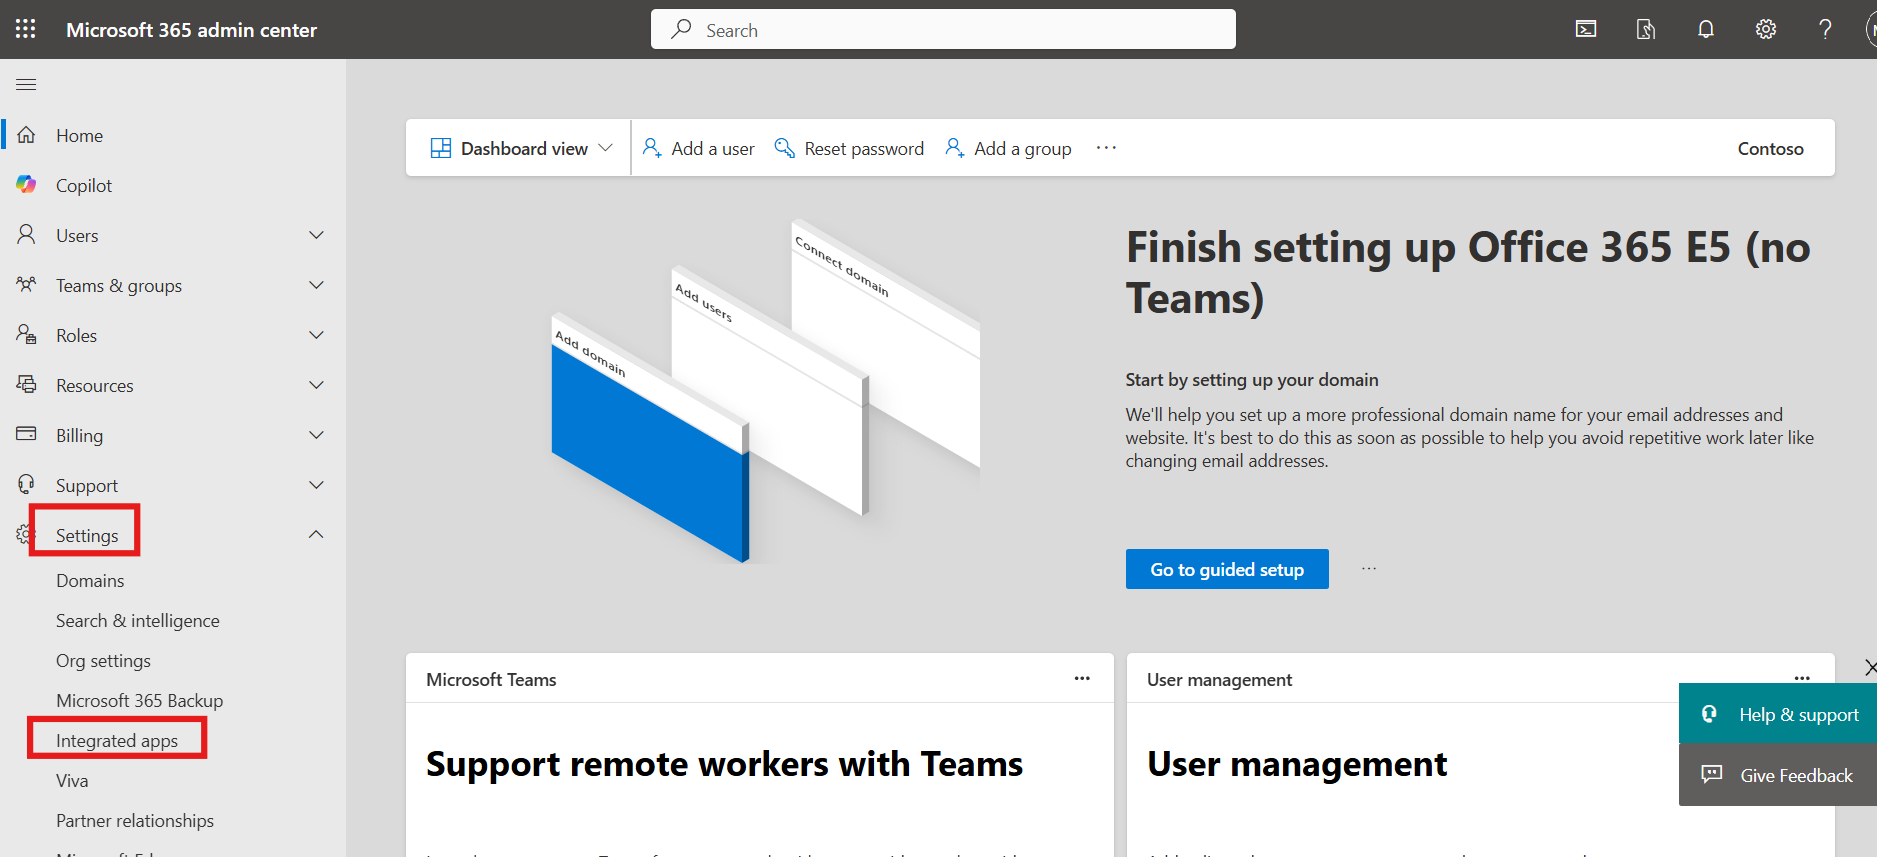 Microsoft 365 admin center
Search
Home
Copilot
Users
Teams & groups
Roles
Resources
Billing
Support
Settings
Domains
Search & intelligence
Org settings
Microsoft 365 Backup
Integrated apps
Viva
Partner relationships
Dashboard view
Add a user
Reset password
Add a group
Contoso
Add domain
Add users
Connect domain
Finish setting up Office 365 E5 (no
Teams)
Start by setting up your domain
We'll help you set up a more professional domain name for your email addresses and
website. It's best to do this as soon as possible to help you avoid repetitive work later like
changing email addresses.
Go to guided setup
Microsoft Teams
Support remote workers with Teams
User management
User management
Help & support
Give Feedback